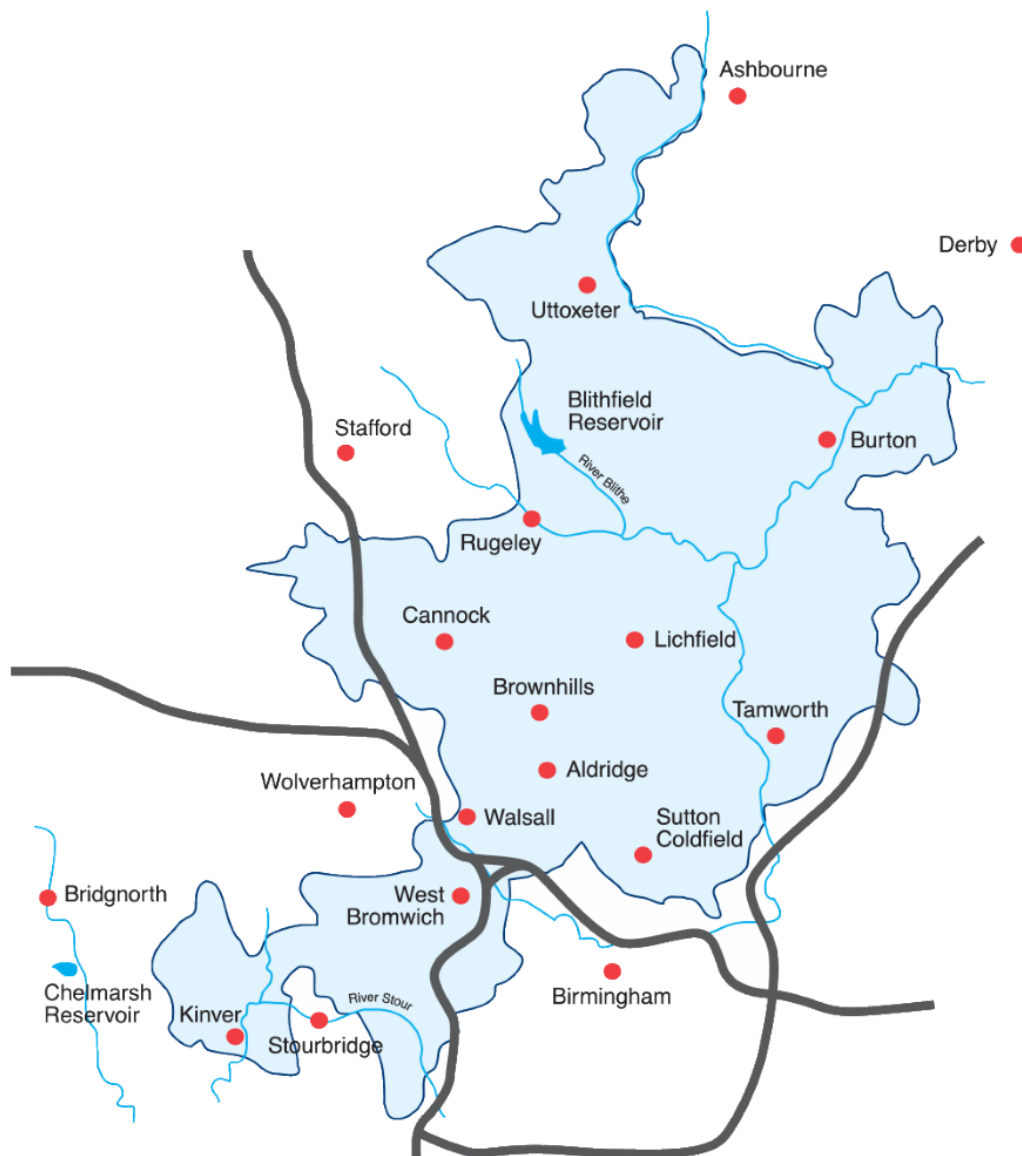 Ashbourne
Derby
Uttoxeter
Blithfield
Reservoir
Stafford
Burton
River Blithe
Rugeley
Cannock
Lichfield
Brownhills
Tamworth
Aldridge
Wolverhampton
Walsall
Sutton
Coldfield
Bridgnorth
West
Bromwich
Chelmarsh
Reservoir
Birmingham
River Stour
Kinver
Stourbridge